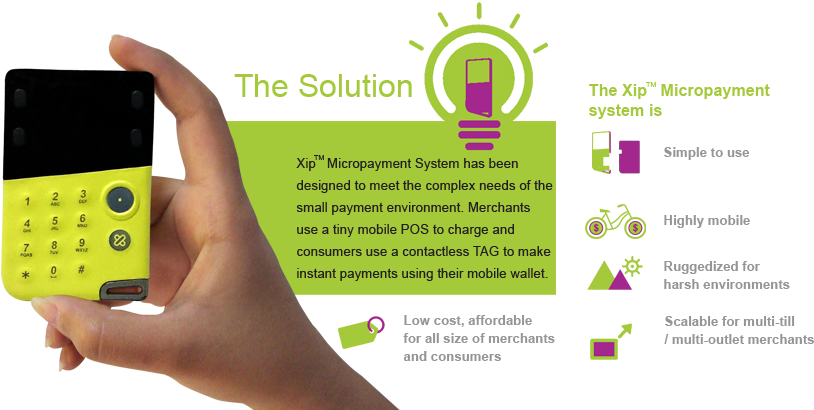 The Solution
Xip™ Micropayment System has been
designed to meet the complex needs of the
small payment environment. Merchants
use a tiny mobile POS to charge and
consumers use a contactless TAG to make
instant payments using their mobile wallet.
Low cost, affordable
for all size of merchants
and consumers
The Xip™ Micropayment
system is
Simple to use
$ $
Highly mobile
Ruggedized for
harsh environments
Scalable for multi-till
/ multi-outlet merchants
1 2 3
ABC DEF
4 5 6
GHI JKL MNO
7 8 9
PQRS TUV WXYZ
* 0 #